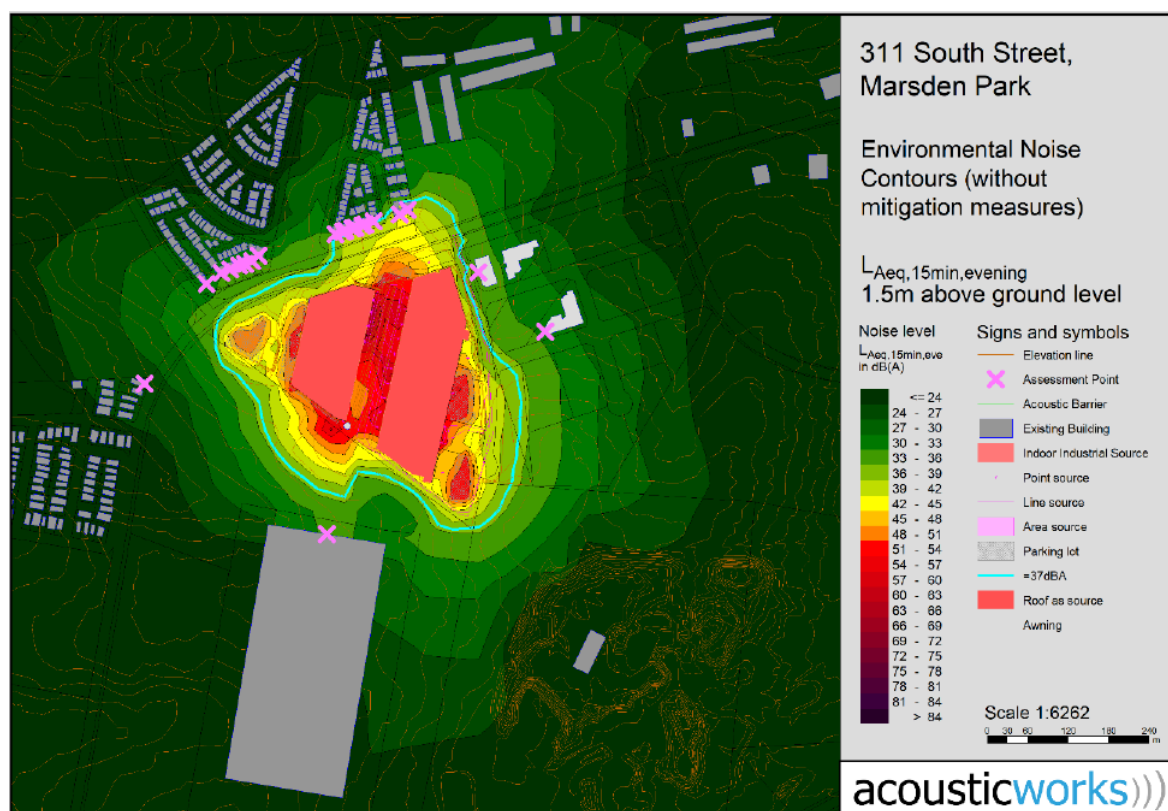 311 South Street,
Marsden Park
Environmental Noise
Contours (without
mitigation measures)
LAeq,15min,evening
1.5m above ground level
Noise level
LAeq,15min,eve
in dB(A)
<= 24
24 - 27
27 - 30
30 - 33
33 - 36
36 - 39
39 - 42
42 - 45
45 - 48
48 - 51
51 - 54
54 - 57
57 - 60
60 - 63
63 - 66
66 - 69
69 - 72
72 - 75
75 - 78
78 - 81
81 - 84
> 84
Signs and symbols
Elevation line
Assessment Point
Acoustic Barrier
Existing Building
Indoor Industrial Source
Point source
Line source
Area source
Parking lot
=37dBA
Roof as source
Awning
Scale 1:6262
0 30 60 120 180 240
m
acousticworks)))